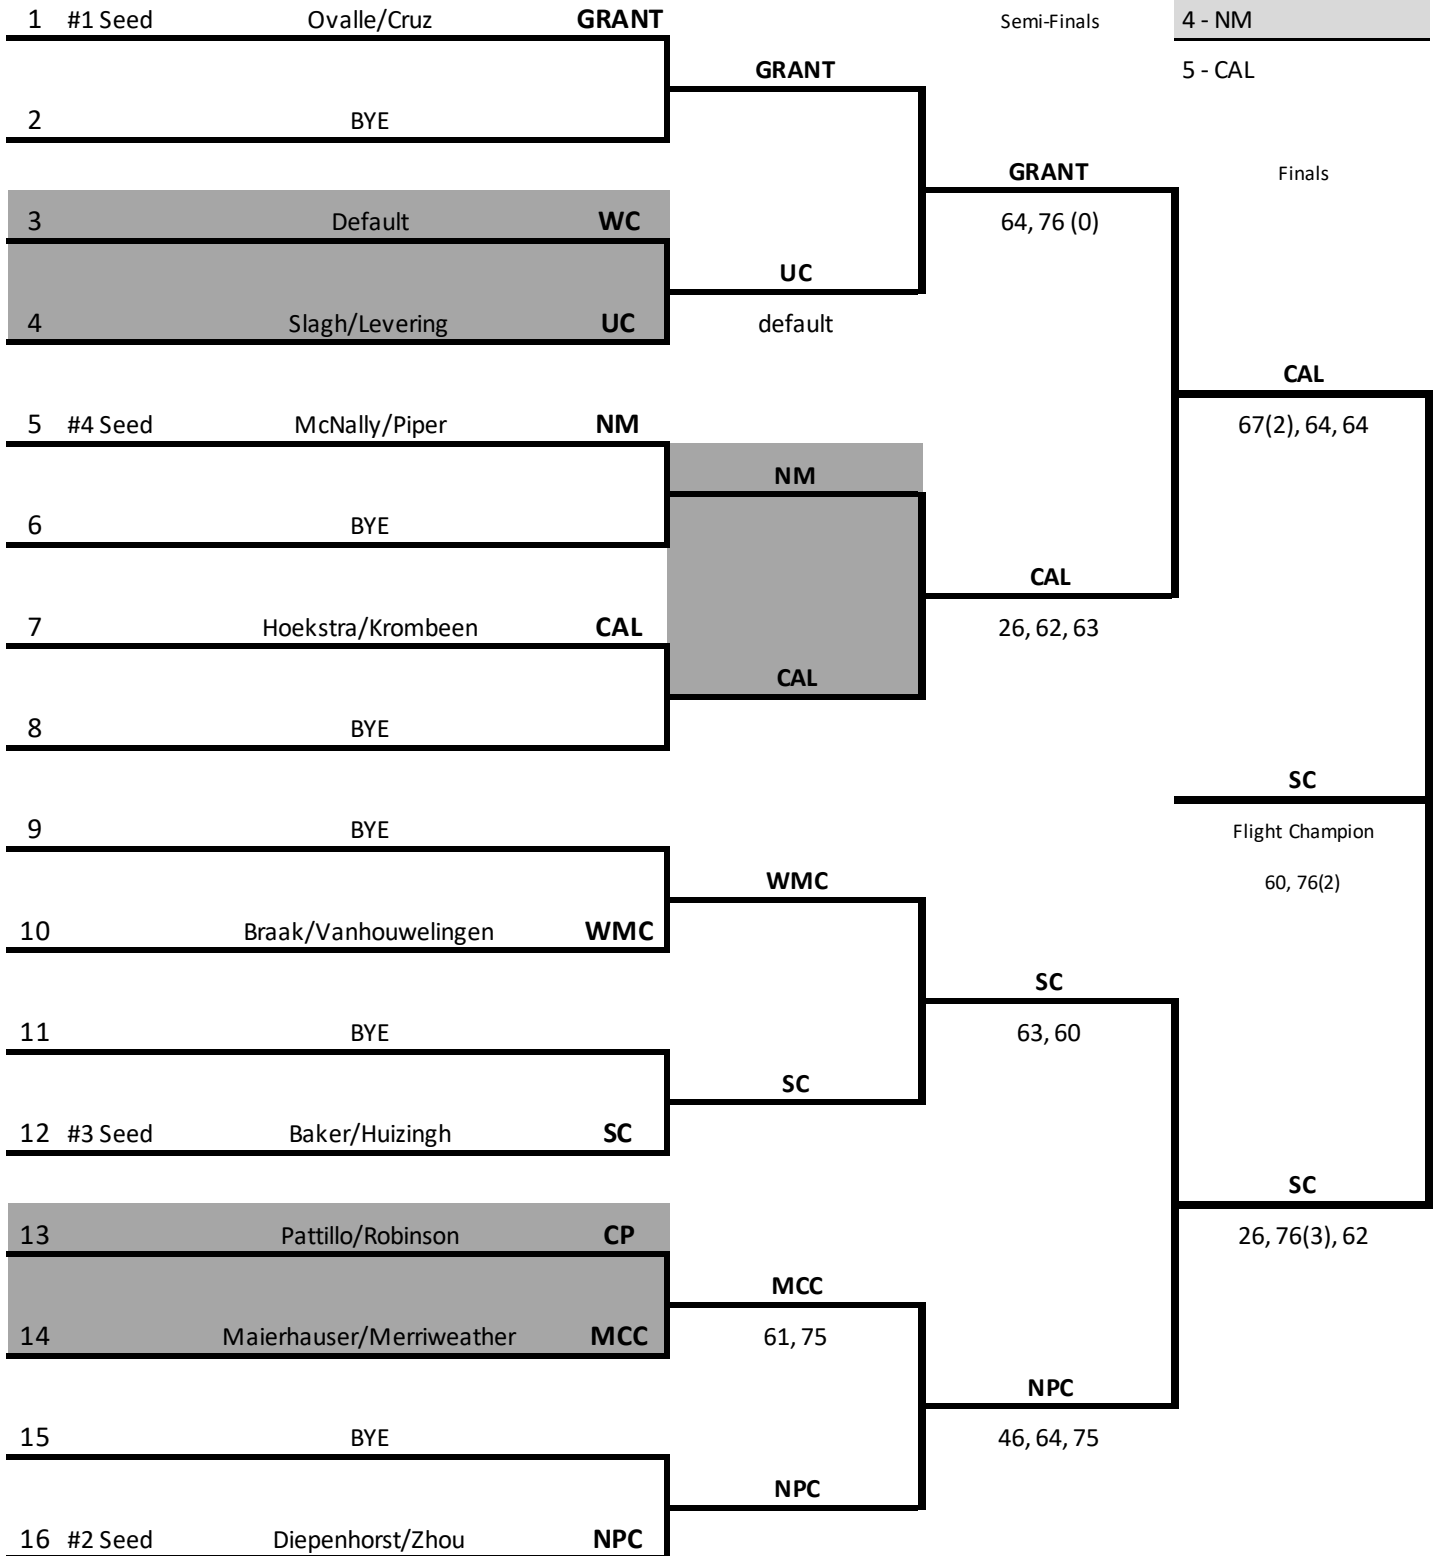 1 #1 Seed Ovalle/Cruz GRANT Semi-Finals 4 - NM
GRANT 5 - CAL
2 BYE
GRANT Finals
3 Default WC 64, 76 (0)
UC
4 Slagh/Levering UC default
CAL
5 #4 Seed McNally/Piper NM 67(2), 64, 64
NM
6 BYE
CAL
7 Hoekstra/Krombeen CAL 26, 62, 63
CAL
8 BYE
SC
9 BYE Flight Champion
WMC 60, 76(2)
10 Braak/Vanhouwelingen WMC
SC
11 BYE 63, 60
SC
12 #3 Seed Baker/Huizingh SC
SC
13 Pattillo/Robinson CP 26, 76(3), 62
MCC
14 Maierhauser/Merriweather MCC 61, 75
NPC
15 BYE 46, 64, 75
NPC
16 #2 Seed Diepenhorst/Zhou NPC